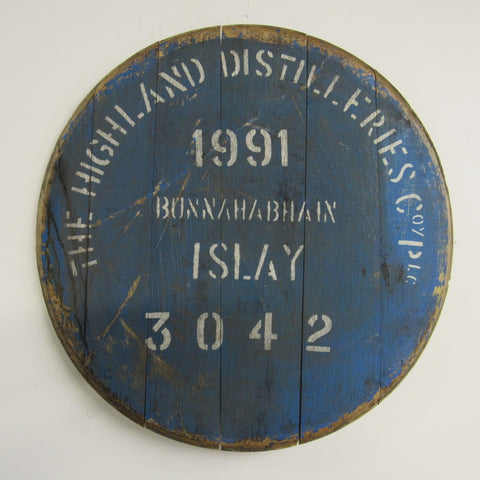 THE HIGHLAND DISTILLERIES COY PLC
1991
BUNNAHABHAIN
ISLAY
3042